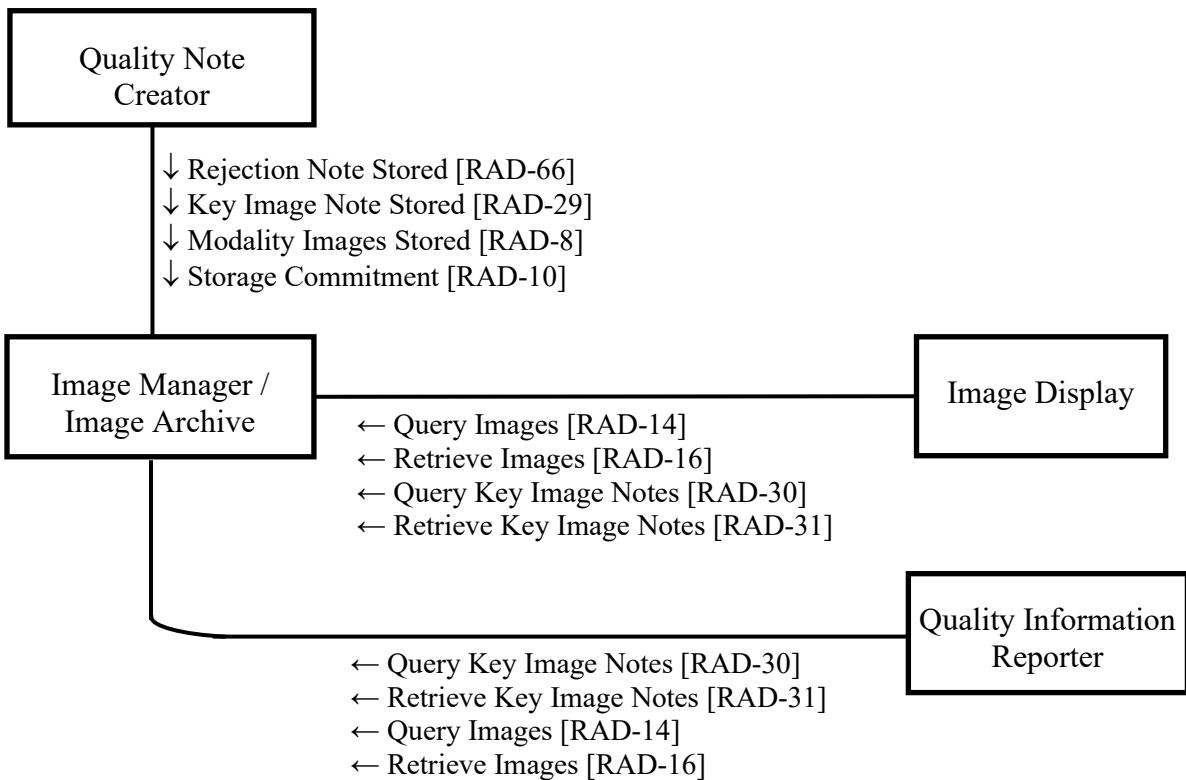 Quality Note
Creator
↓ Rejection Note Stored [RAD-66]
↓ Key Image Note Stored [RAD-29]
↓ Modality Images Stored [RAD-8]
↓ Storage Commitment [RAD-10]
Image Manager /
Image Archive
Image Display
← Query Images [RAD-14]
← Retrieve Images [RAD-16]
← Query Key Image Notes [RAD-30]
← Retrieve Key Image Notes [RAD-31]
Quality Information
Reporter
← Query Key Image Notes [RAD-30]
← Retrieve Key Image Notes [RAD-31]
← Query Images [RAD-14]
← Retrieve Images [RAD-16]